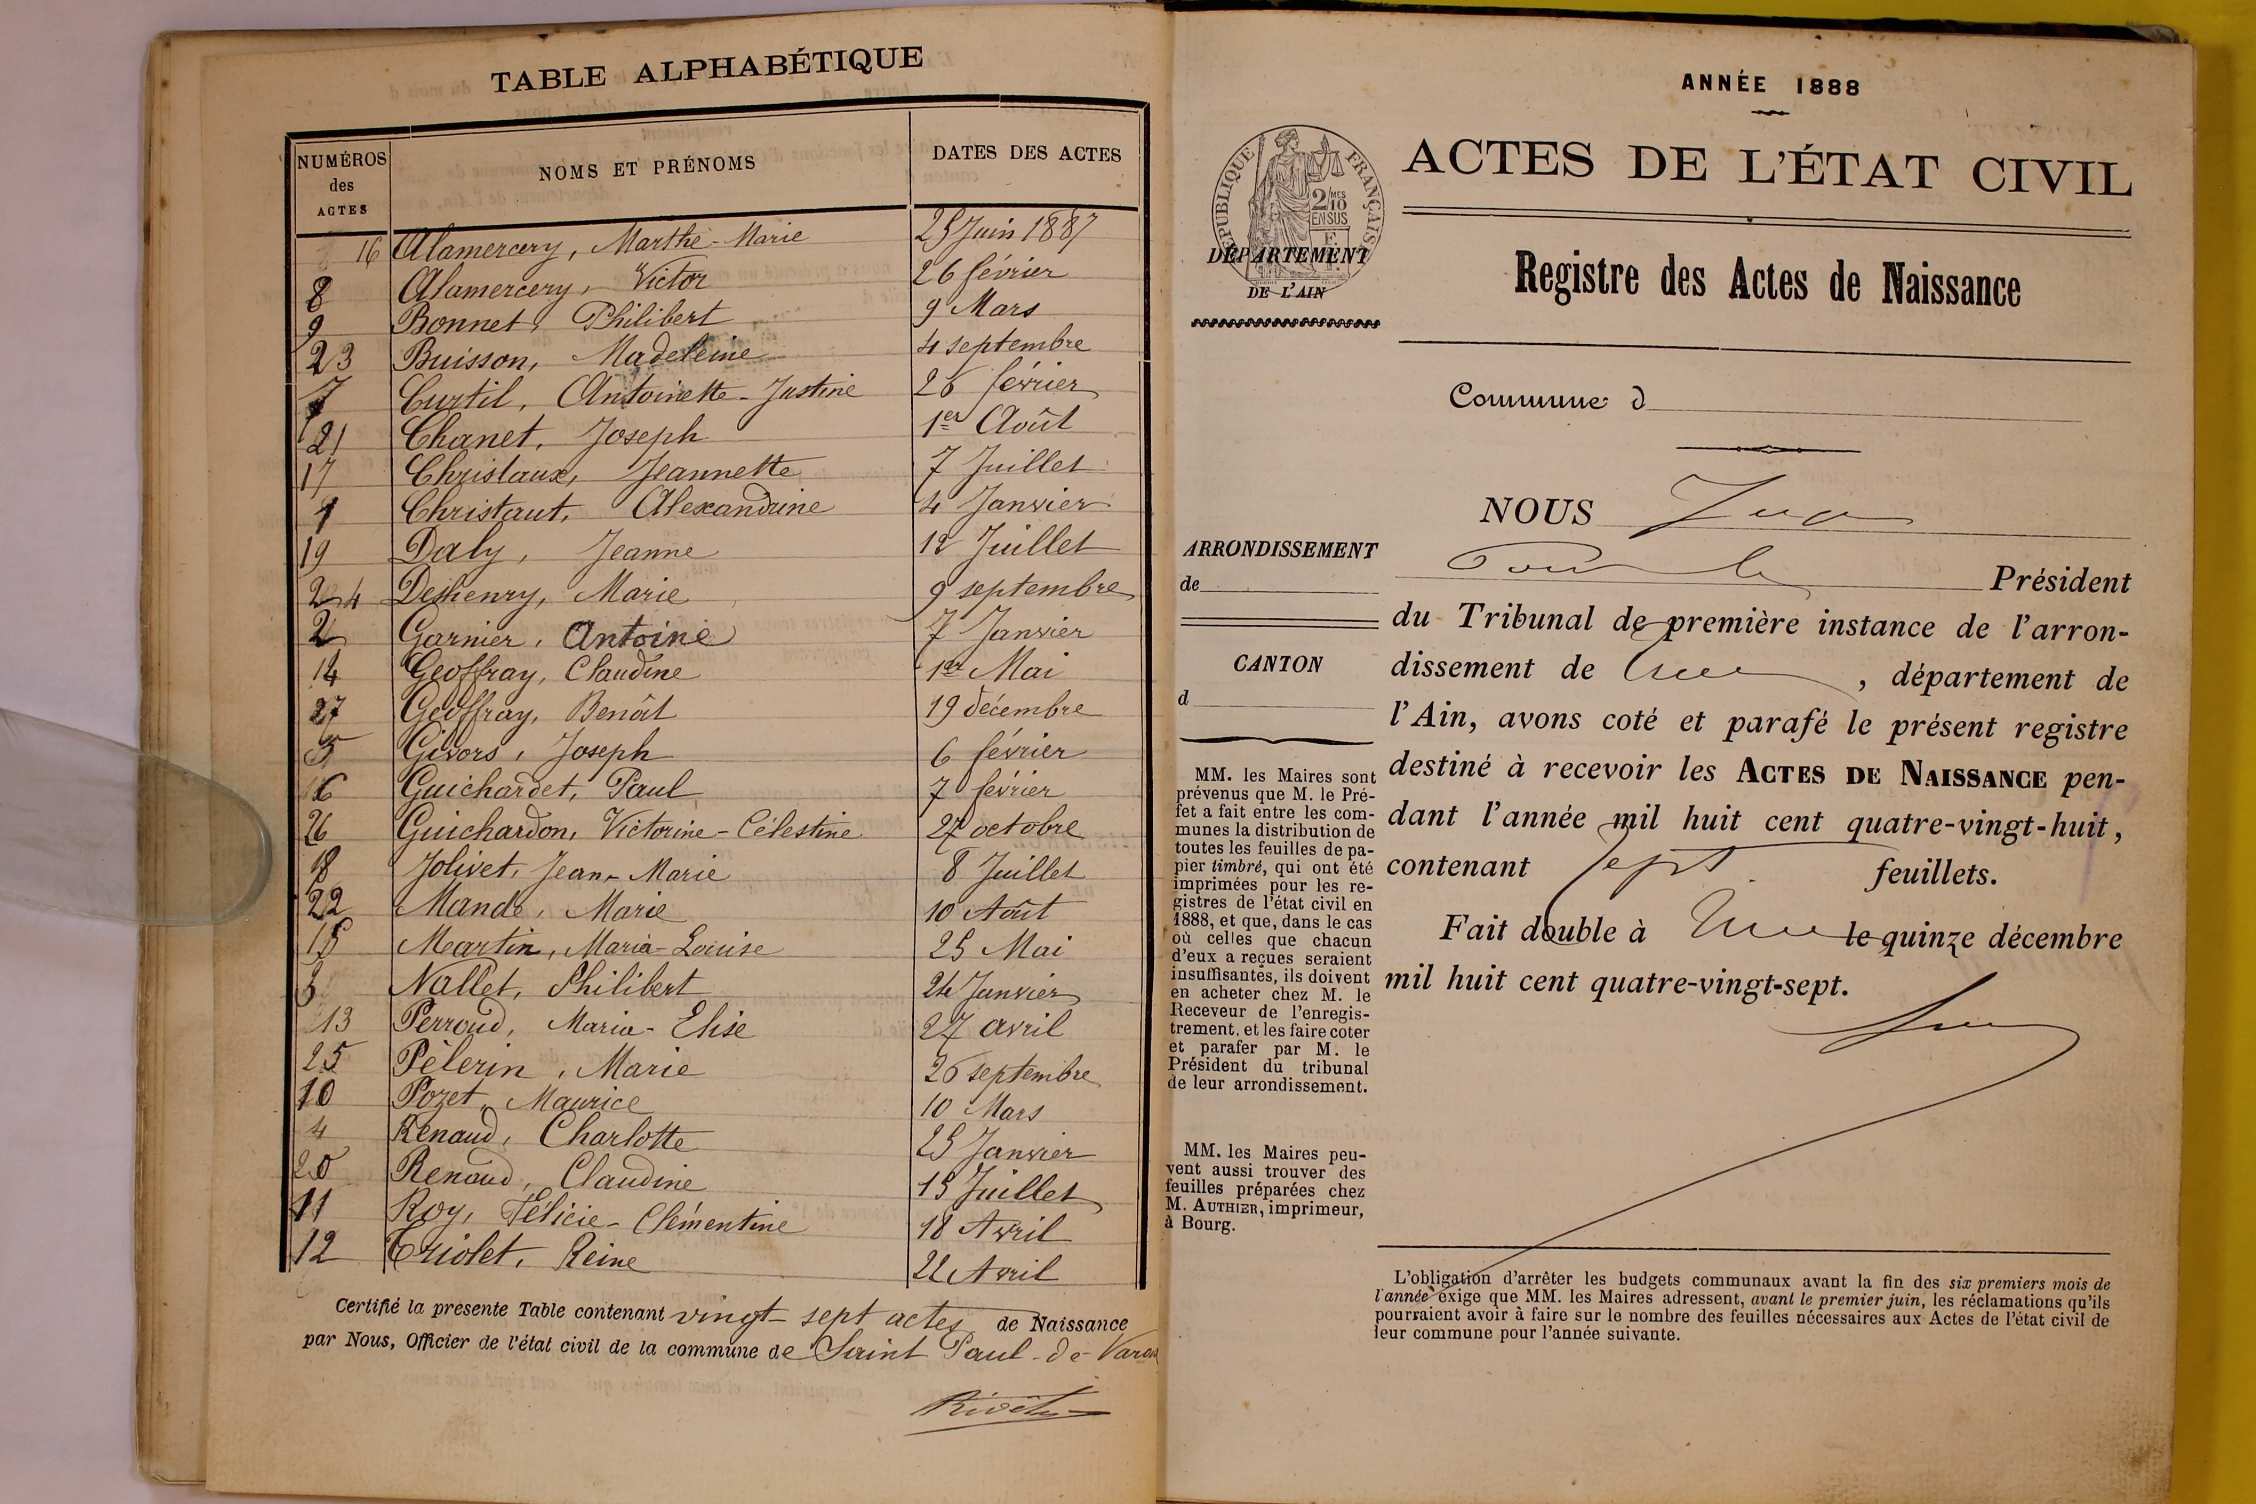 TABLE ALPHABÉTIQUE
NUMÉROS des ACTES NOMS ET PRÉNOMS DATES DES ACTES
16 Alamercery, Marthe-Marie 25 Juin 1887
8 Alamercery, Victor 26 février
9 Bonnet, Philibert 9 Mars
23 Buisson, Madeleine 4 septembre
7 Curtil, Antoinette-Justine 26 février
21 Chanet, Joseph 1er Août
17 Christaux, Jeannette 7 Juillet
1 Christaut, Alexandrine 4 Janvier
19 Daly, Jeanne 12 Juillet
24 Deshenry, Marie 9 septembre
2 Garnier, Antoine 7 Janvier
14 Geoffray, Claudine 1er Mai
27 Geoffray, Benoît 19 décembre
5 Givors, Joseph 6 février
6 Guichardet, Paul 7 février
26 Guichardon, Victorine-Célestine 27 octobre
18 Jolivet, Jean-Marie 8 Juillet
22 Mande, Marie 10 Août
15 Martin, Maria-Louise 25 Mai
3 Nallet, Philibert 24 Janvier
13 Perroud, Maria-Elise 27 avril
25 Pèlerin, Marie 26 septembre
10 Pozet, Maurice 10 Mars
4 Renaud, Charlotte 25 Janvier
20 Renaud, Claudine 15 Juillet
11 Roy, Félicie-Clémentine 18 Avril
12 Triolet, Reine 22 Avril
Certifié la présente Table contenant vingt-sept actes de Naissance
par Nous, Officier de l'état civil de la commune de Saint Paul-de-Varax
ANNÉE 1888
RÉPUBLIQUE FRANÇAISE
2/10 MES
EN SUS
DÉPARTEMENT
DE L'AIN
ACTES DE L'ÉTAT CIVIL
Registre des Actes de Naissance
Commune d
ARRONDISSEMENT
de
CANTON
d
MM. les Maires sont
prévenus que M. le Pré-
fet a fait entre les com-
munes la distribution de
toutes les feuilles de pa-
pier timbré, qui ont été
imprimées pour les re-
gistres de l'état civil en
1888, et que, dans le cas
où celles que chacun
d'eux a reçues seraient
insuffisantes, ils doivent
en acheter chez M. le
Receveur de l'enregis-
trement, et les faire coter
et parafer par M. le
Président du tribunal
de leur arrondissement.
MM. les Maires peu-
vent aussi trouver des
feuilles préparées chez
M. AUTHIER, imprimeur,
à Bourg.
NOUS
Président
du Tribunal de première instance de l'arron-
dissement de , département de
l'Ain, avons coté et parafé le présent registre
destiné à recevoir les ACTES DE NAISSANCE pen-
dant l'année mil huit cent quatre-vingt-huit,
contenant Sept feuillets.
Fait double à le quinze décembre
mil huit cent quatre-vingt-sept.
L'obligation d'arrêter les budgets communaux avant la fin des six premiers mois de
l'année exige que MM. les Maires adressent, avant le premier juin, les réclamations qu'ils
pourraient avoir à faire sur le nombre des feuilles nécessaires aux Actes de l'état civil de
leur commune pour l'année suivante.